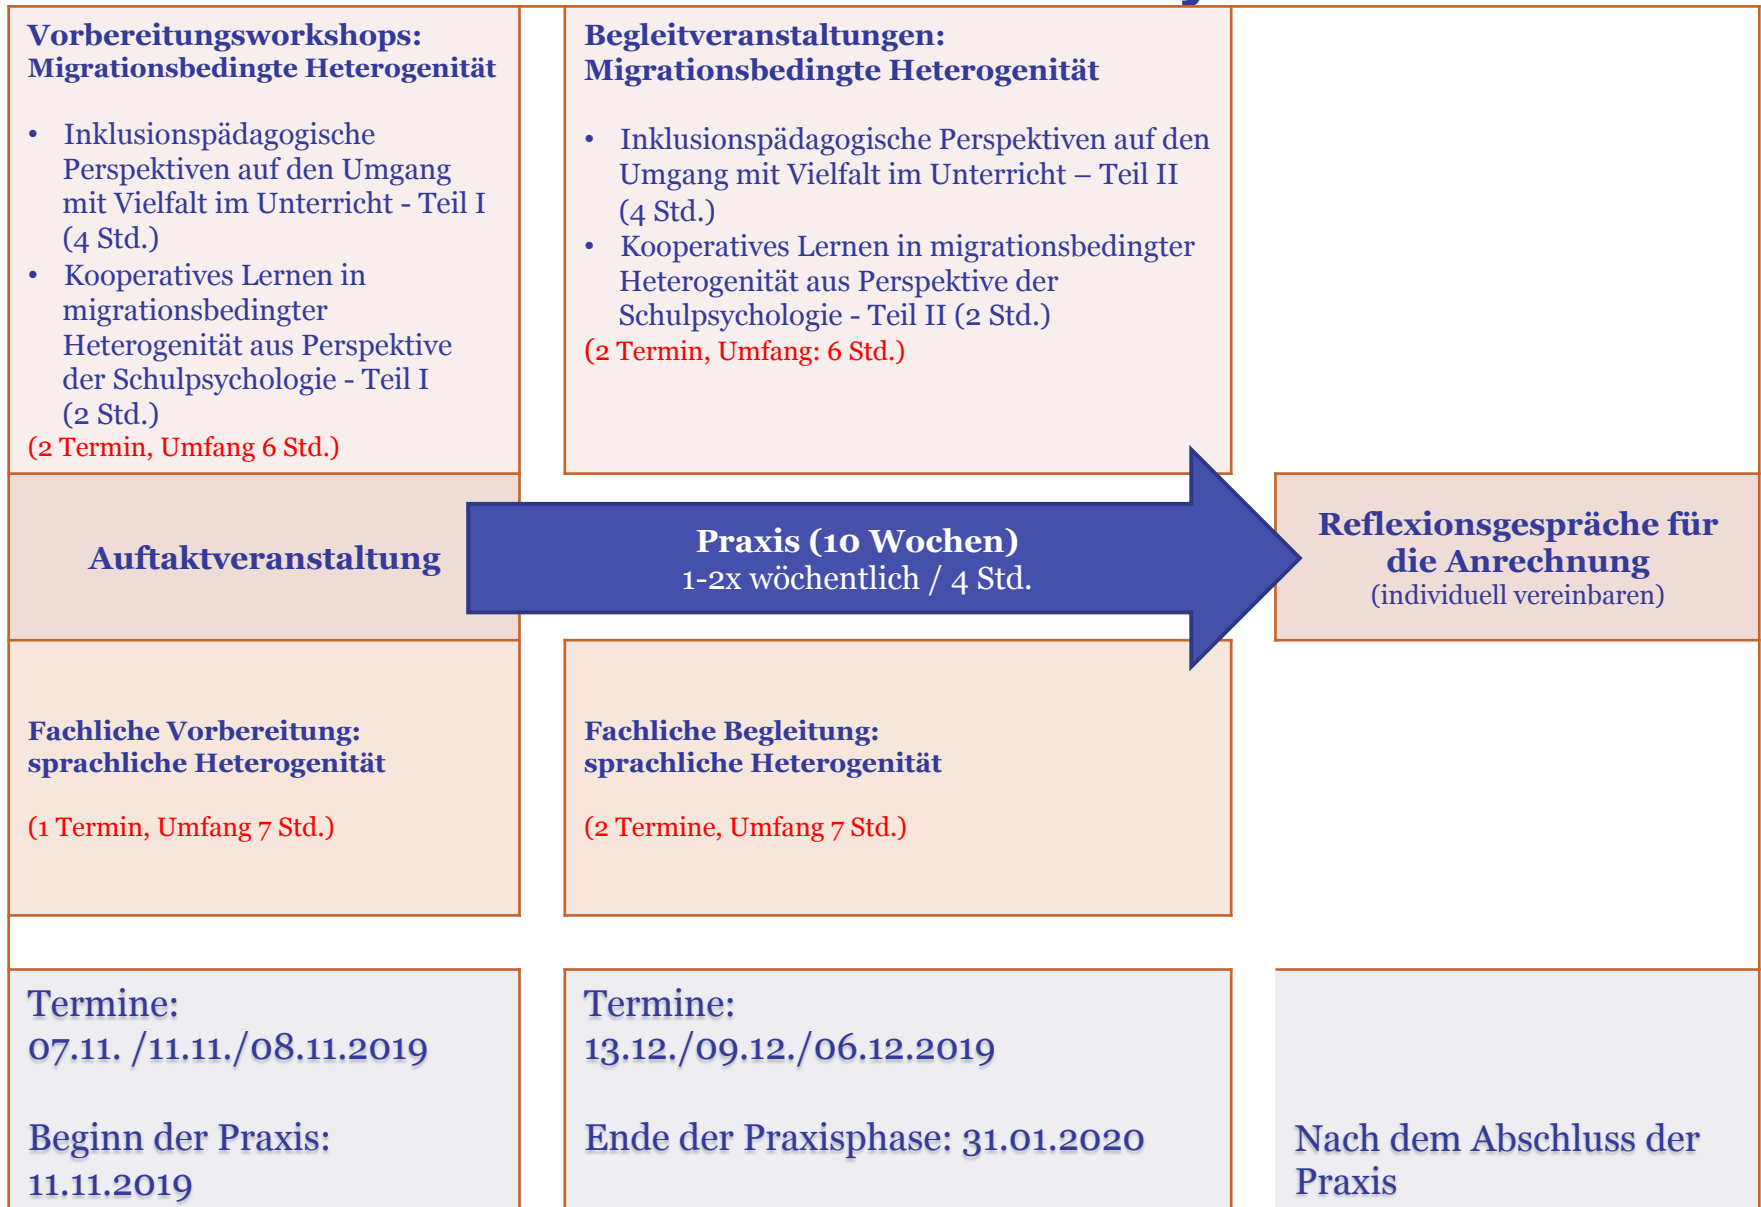 Vorbereitungsworkshops:
Migrationsbedingte Heterogenität
• Inklusionspädagogische
Perspektiven auf den Umgang
mit Vielfalt im Unterricht - Teil I
(4 Std.)
• Kooperatives Lernen in
migrationsbedingter
Heterogenität aus Perspektive
der Schulpsychologie - Teil I
(2 Std.)
(2 Termin, Umfang 6 Std.)
Begleitveranstaltungen:
Migrationsbedingte Heterogenität
• Inklusionspädagogische Perspektiven auf den
Umgang mit Vielfalt im Unterricht – Teil II
(4 Std.)
• Kooperatives Lernen in migrationsbedingter
Heterogenität aus Perspektive der
Schulpsychologie - Teil II (2 Std.)
(2 Termin, Umfang: 6 Std.)
Auftaktveranstaltung
Praxis (10 Wochen)
1-2x wöchentlich / 4 Std.
Reflexionsgespräche für
die Anrechnung
(individuell vereinbaren)
Fachliche Vorbereitung:
sprachliche Heterogenität
(1 Termin, Umfang 7 Std.)
Fachliche Begleitung:
sprachliche Heterogenität
(2 Termine, Umfang 7 Std.)
Termine:
07.11. /11.11./08.11.2019
Beginn der Praxis:
11.11.2019
Termine:
13.12./09.12./06.12.2019
Ende der Praxisphase: 31.01.2020
Nach dem Abschluss der
Praxis